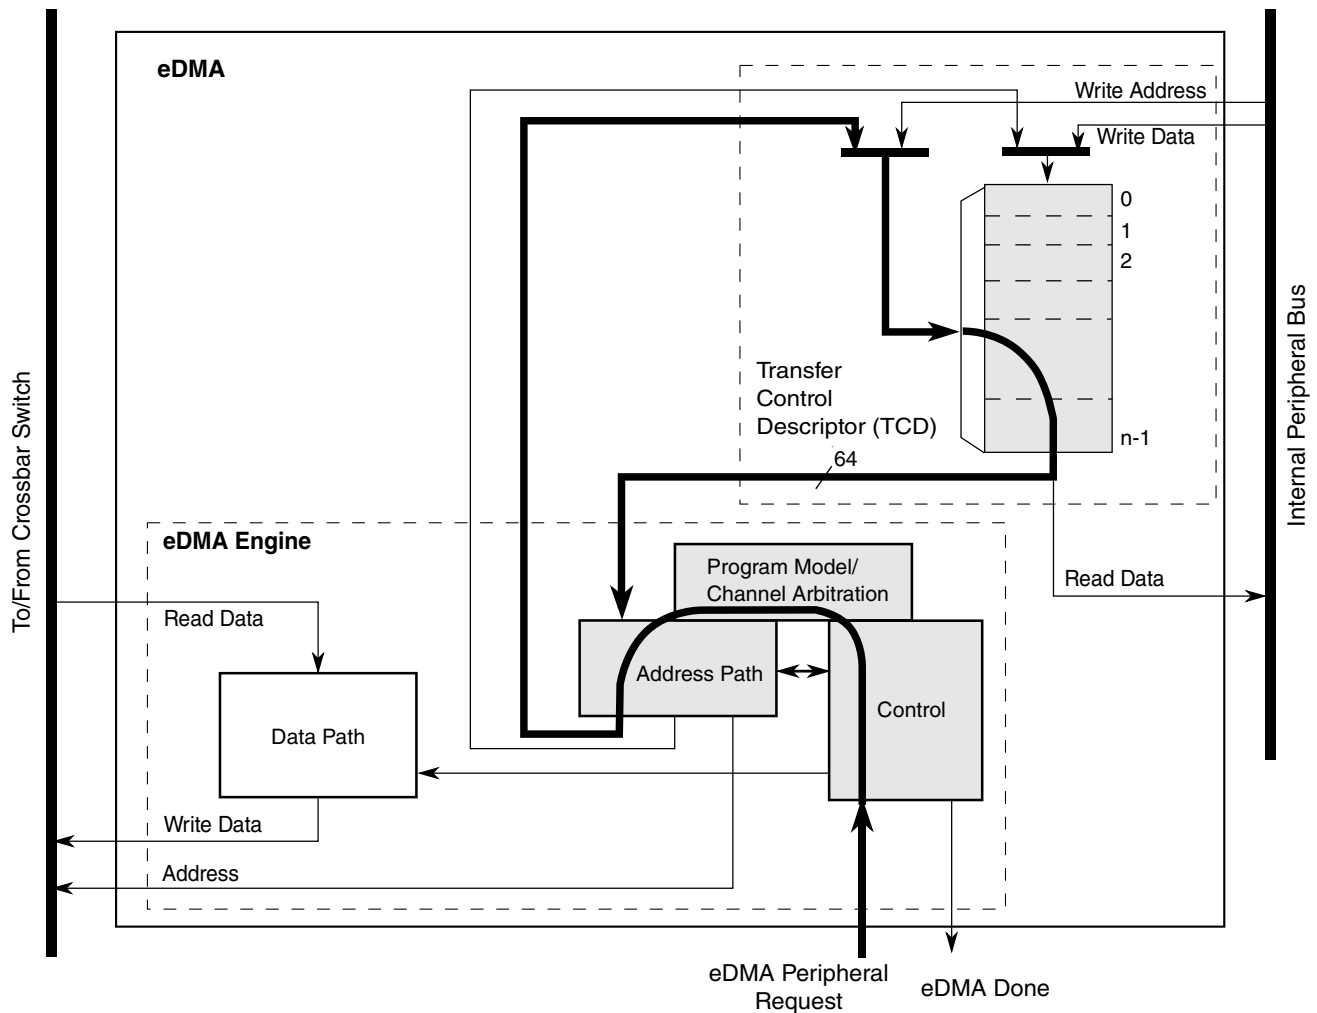 eDMA
Write Address
Write Data
0
1
2
n-1
Transfer
Control
Descriptor (TCD)
64
To/From Crossbar Switch
Internal Peripheral Bus
eDMA Engine
Program Model/
Channel Arbitration
Read Data
Read Data
Address Path
Control
Data Path
Write Data
Address
eDMA Peripheral
Request
eDMA Done